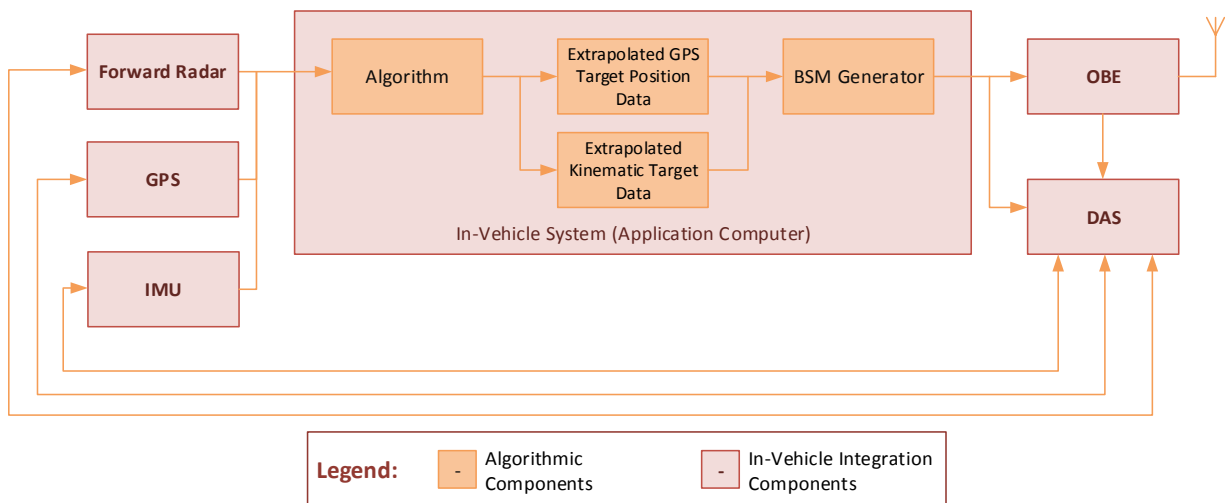 Forward Radar
GPS
IMU
Algorithm
Extrapolated GPS
Target Position
Data
Extrapolated
Kinematic Target
Data
BSM Generator
In-Vehicle System (Application Computer)
OBE
DAS
Legend:
-
Algorithmic
Components
-
In-Vehicle Integration
Components